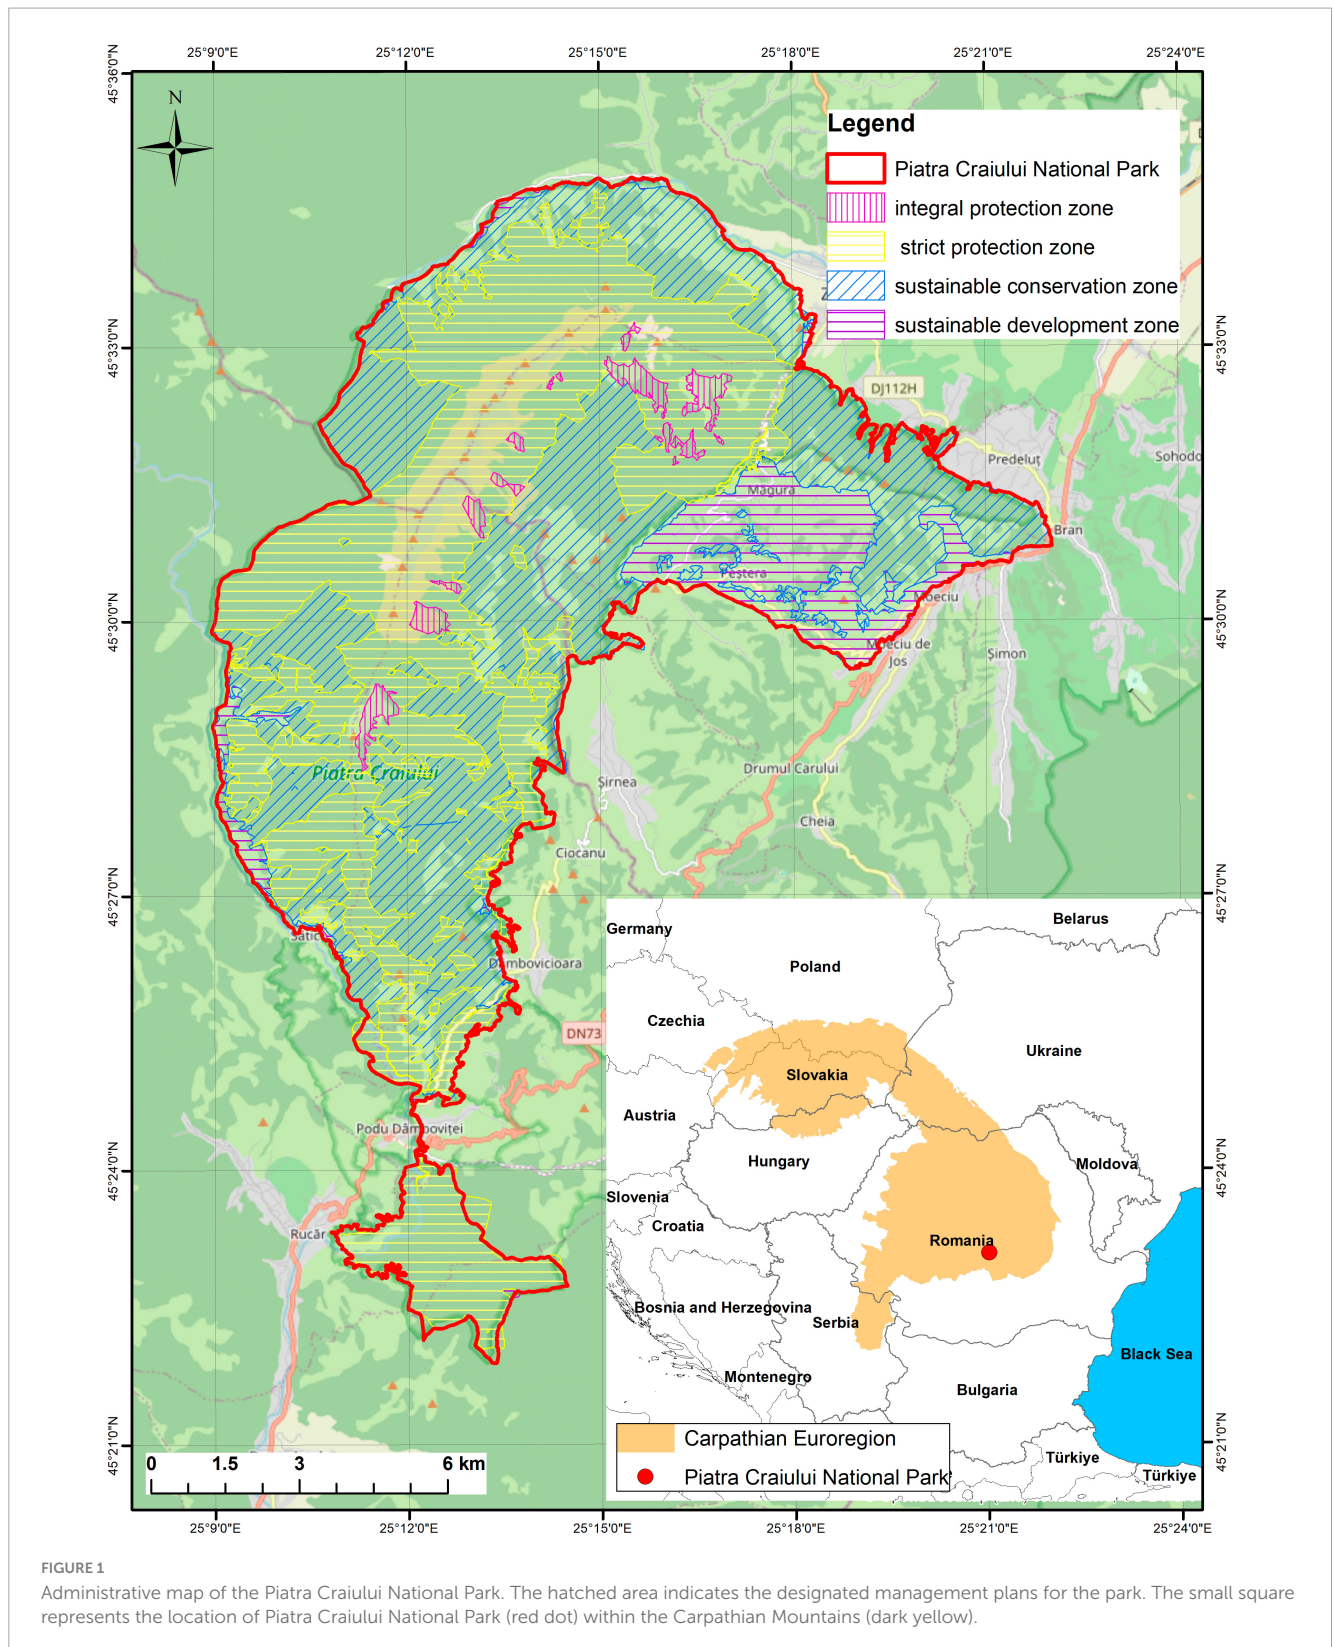 25°9'0"E 25°12'0"E 25°15'0"E 25°18'0"E 25°21'0"E 25°24'0"E
45°36'0"N
N
Legend
Piatra Craiului National Park
integral protection zone
strict protection zone
sustainable conservation zone
sustainable development zone
45°33'0"N
45°33'0"N
DJ112H
Predeluț
Sohodo
Măgura
Bran
Peștera
Moeciu
45°30'0"N
45°30'0"N
Moeciu de
Jos
Șimon
Piatra Craiului
Șirnea
Drumul Carului
Cheia
Ciocanu
45°27'0"N
45°27'0"N
Dâmbovicioara
DN73
Podu Dâmboviței
45°24'0"N
45°24'0"N
Rucăr
45°21'0"N
45°21'0"N
0 1.5 3 6 km
Germany
Belarus
Poland
Czechia
Ukraine
Slovakia
Austria
Hungary
Moldova
Slovenia
Croatia
Romania
Bosnia and Herzegovina
Serbia
Black Sea
Montenegro
Bulgaria
Türkiye
Türkiye
Carpathian Euroregion
Piatra Craiului National Park
25°9'0"E 25°12'0"E 25°15'0"E 25°18'0"E 25°21'0"E 25°24'0"E
FIGURE 1
Administrative map of the Piatra Craiului National Park. The hatched area indicates the designated management plans for the park. The small square
represents the location of Piatra Craiului National Park (red dot) within the Carpathian Mountains (dark yellow).